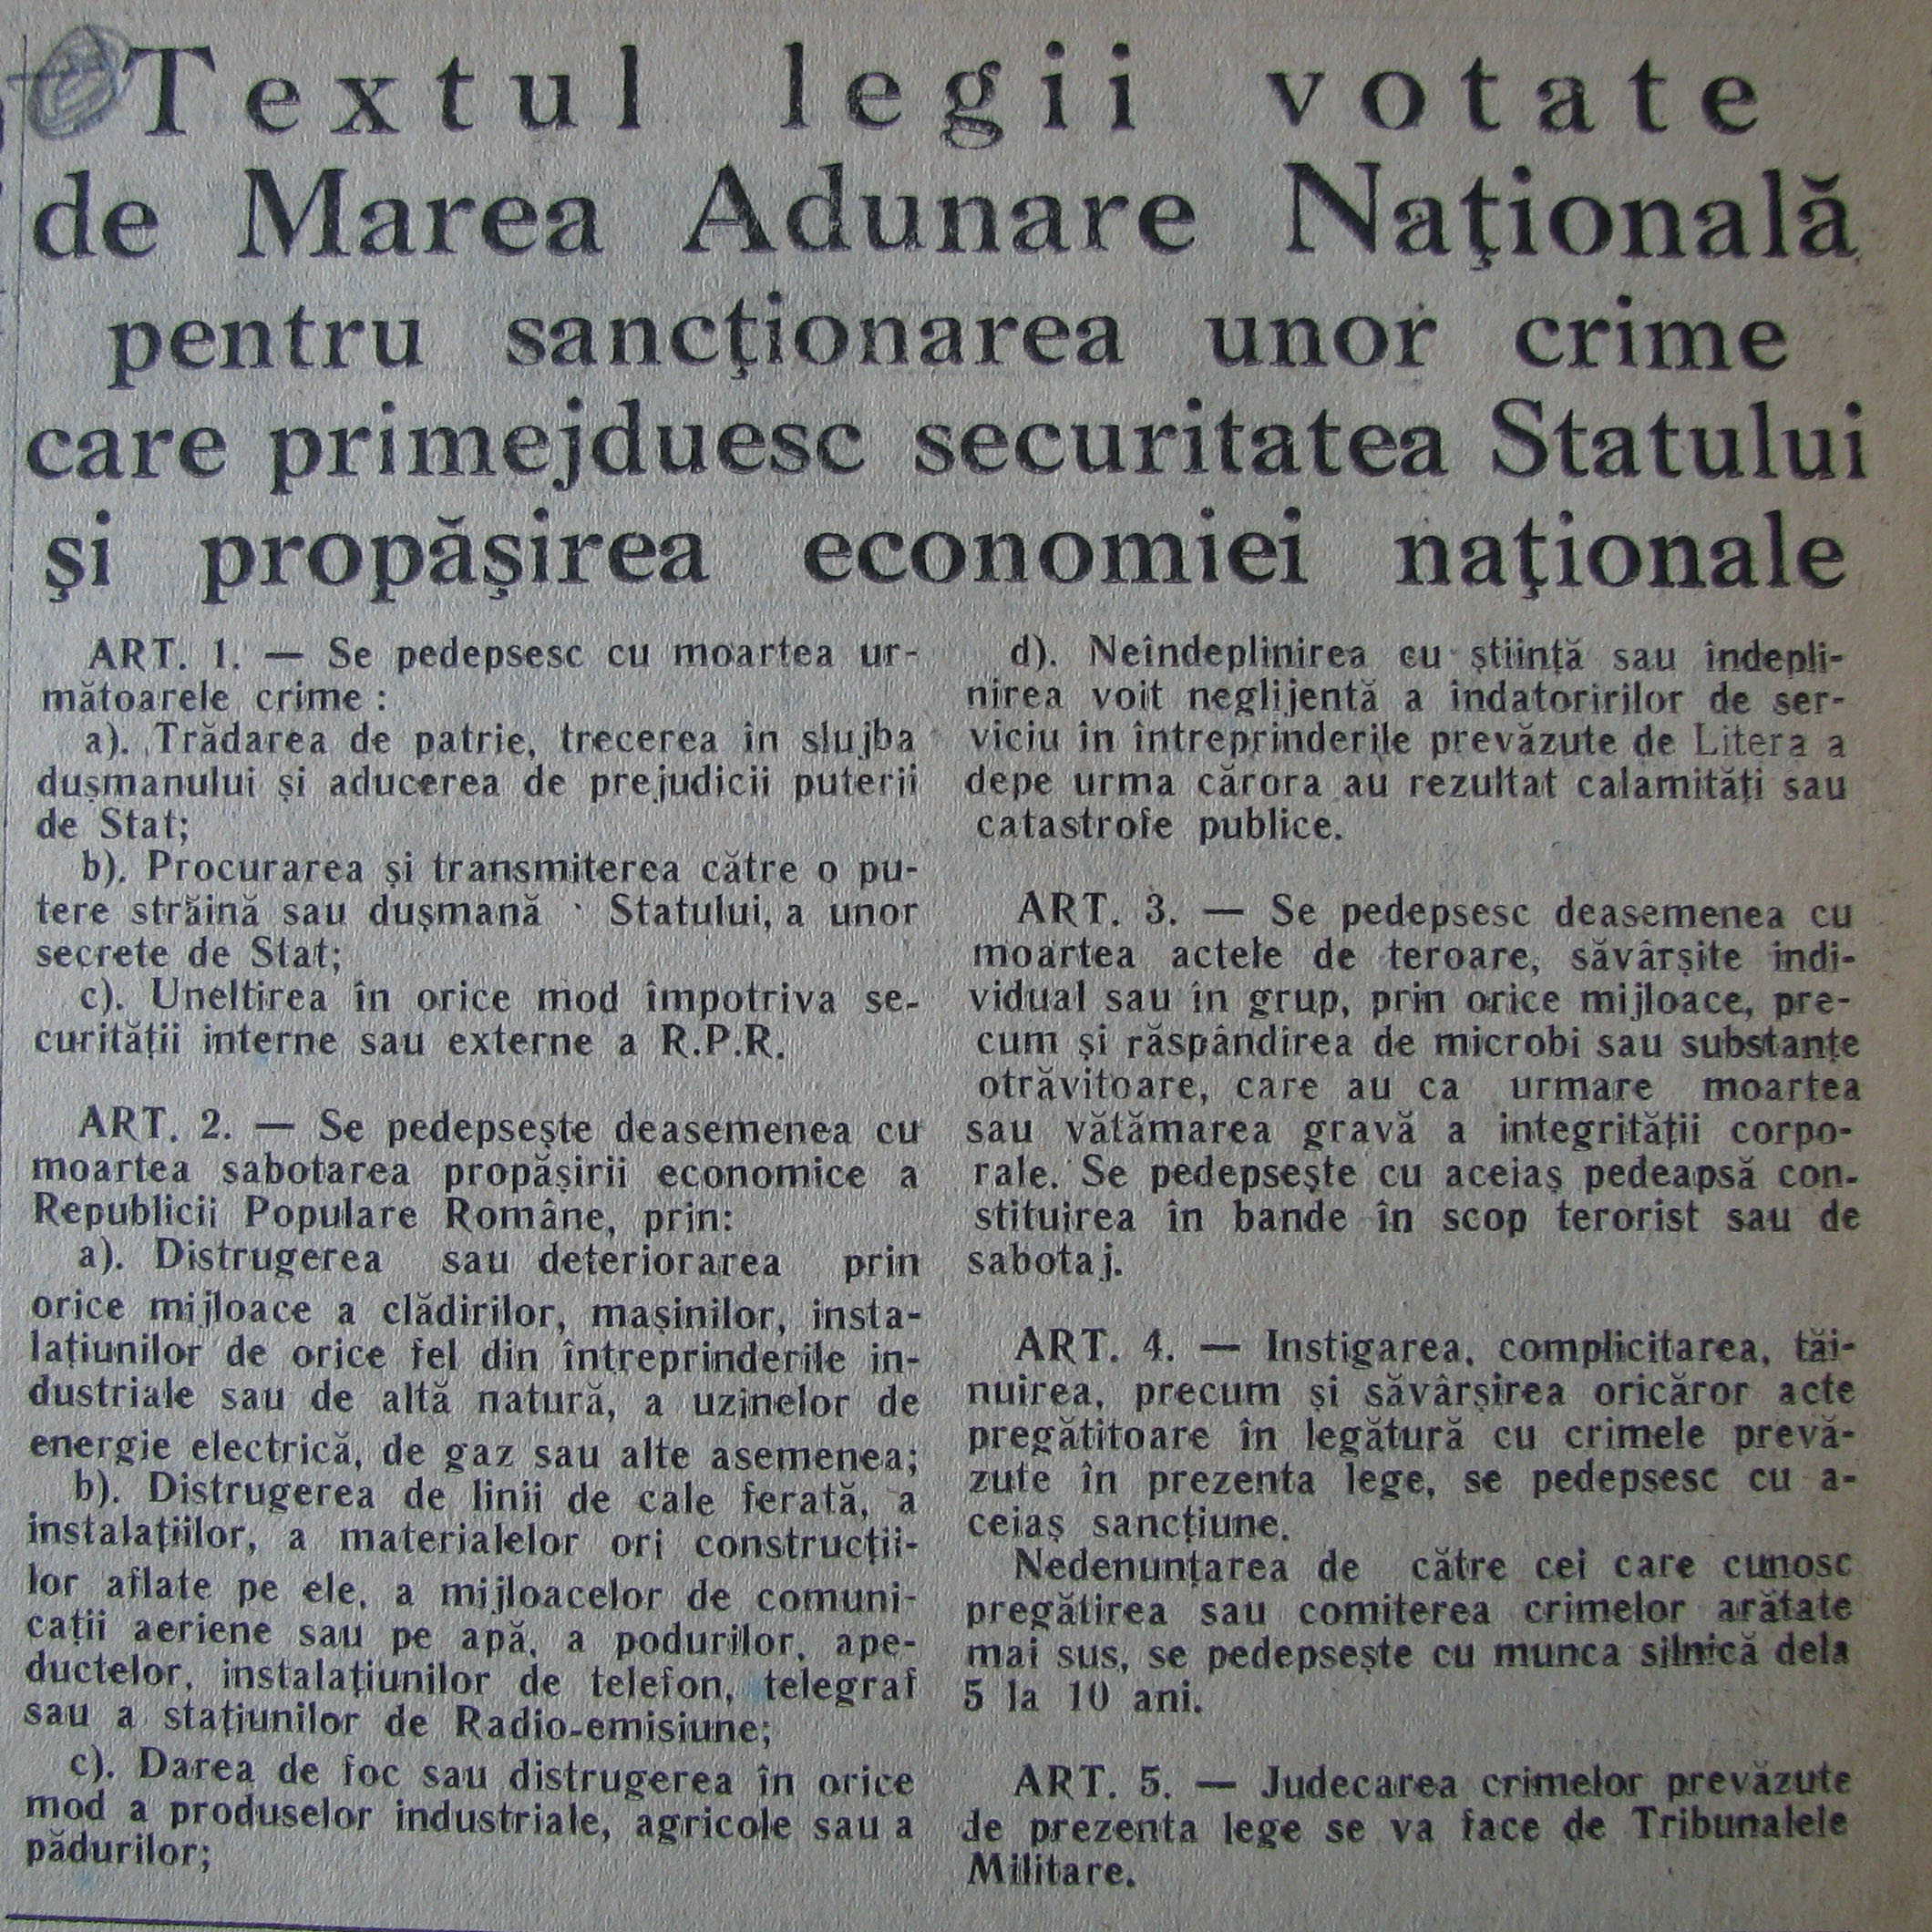 Textul legii votate
de Marea Adunare Naţională
pentru sancţionarea unor crime
care primejduesc securitatea Statului
şi propăşirea economiei naţionale
ART. 1. — Se pedepsesc cu moartea ur-
mătoarele crime :
a). Trădarea de patrie, trecerea în slujba
duşmanului şi aducerea de prejudicii puterii
de Stat;
b). Procurarea şi transmiterea către o pu-
tere străină sau duşmană Statului, a unor
secrete de Stat;
c). Uneltirea în orice mod împotriva se-
curităţii interne sau externe a R.P.R.
ART. 2. — Se pedepseşte deasemenea cu
moartea sabotarea propăşirii economice a
Republicii Populare Române, prin:
a). Distrugerea sau deteriorarea prin
orice mijloace a clădirilor, maşinilor, insta-
laţiunilor de orice fel din întreprinderile in-
dustriale sau de altă natură, a uzinelor de
energie electrică, de gaz sau alte asemenea;
b). Distrugerea de linii de cale ferată, a
instalaţiilor, a materialelor ori construcţii-
lor aflate pe ele, a mijloacelor de comuni-
caţii aeriene sau pe apă, a podurilor, ape-
ductelor, instalaţiunilor de telefon, telegraf
sau a staţiunilor de Radio-emisiune;
c). Darea de foc sau distrugerea în orice
mod a produselor industriale, agricole sau a
pădurilor;
d). Neîndeplinirea cu ştiinţă sau îndepli-
nirea voit neglijentă a îndatoririlor de ser-
viciu în întreprinderile prevăzute de Litera a
depe urma cărora au rezultat calamităţi sau
catastrofe publice.
ART. 3. — Se pedepsesc deasemenea cu
moartea actele de teroare, săvârşite indi-
vidual sau în grup, prin orice mijloace, pre-
cum şi răspândirea de microbi sau substanţe
otrăvitoare, care au ca urmare moartea
sau vătămarea gravă a integrităţii corpo-
rale. Se pedepseşte cu aceiaş pedeapsă con-
stituirea în bande în scop terorist sau de
sabotaj.
ART. 4. — Instigarea, complicitarea, tăi-
nuirea, precum şi săvârşirea oricăror acte
pregătitoare în legătură cu crimele prevă-
zute în prezenta lege, se pedepsesc cu a-
ceiaş sancţiune.
Nedenunţarea de către cei care cunosc
pregătirea sau comiterea crimelor arătate
mai sus, se pedepseşte cu munca silnică dela
5 la 10 ani.
ART. 5. — Judecarea crimelor prevăzute
de prezenta lege se va face de Tribunalele
Militare.